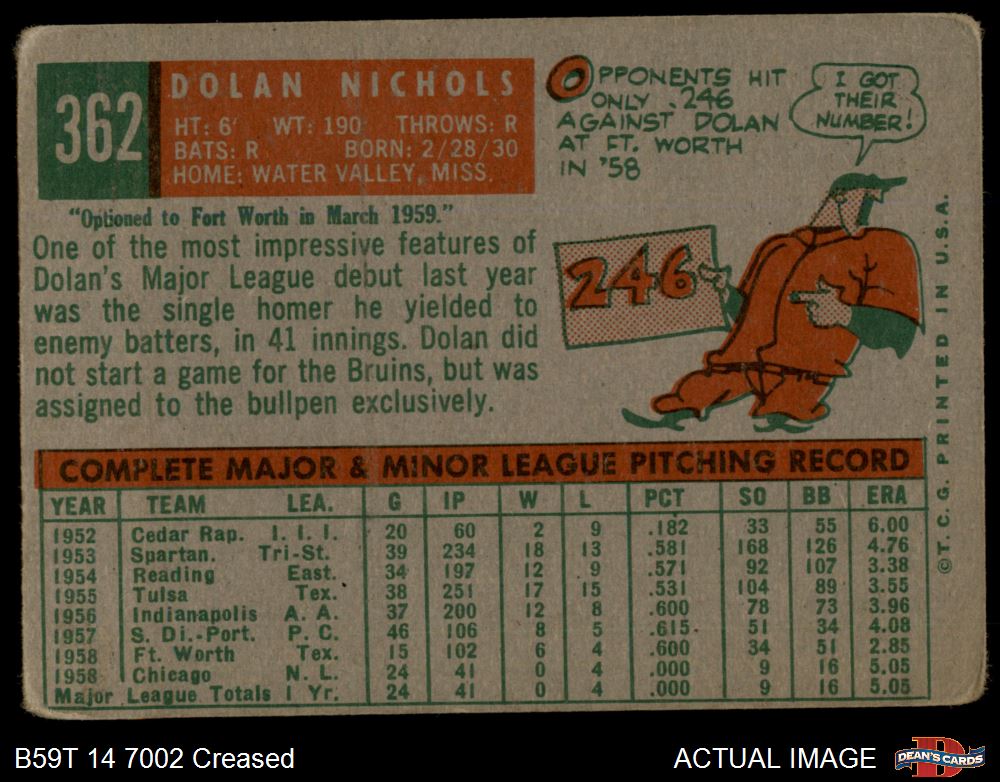 362
DOLAN NICHOLS
HT: 6' WT: 190 THROWS: R
BATS: R BORN: 2/28/30
HOME: WATER VALLEY, MISS.
"Optioned to Fort Worth in March 1959."
One of the most impressive features of
Dolan's Major League debut last year
was the single homer he yielded to
enemy batters, in 41 innings. Dolan did
not start a game for the Bruins, but was
assigned to the bullpen exclusively.
OPPONENTS HIT
ONLY .246
AGAINST DOLAN
AT FT. WORTH
IN '58
I GOT
THEIR
NUMBER!
246
COMPLETE MAJOR & MINOR LEAGUE PITCHING RECORD
YEAR TEAM LEA. G IP W L PCT SO BB ERA
1952 Cedar Rap. I. I. I. 20 60 2 9 .182 33 55 6.00
1953 Spartan. Tri-St. 39 234 18 13 .581 168 126 4.76
1954 Reading East. 34 197 12 9 .571 92 107 3.38
1955 Tulsa Tex. 38 251 17 15 .531 104 89 3.55
1956 Indianapolis A. A. 37 200 12 8 .600 78 73 3.96
1957 S. Di.-Port. P. C. 46 106 8 5 .615 51 34 4.08
1958 Ft. Worth Tex. 15 102 6 4 .600 34 51 2.85
1958 Chicago N. L. 24 41 0 4 .000 9 16 5.05
Major League Totals 1 Yr. 24 41 0 4 .000 9 16 5.05
©T. C. G. PRINTED IN U.S.A.
B59T 14 7002 Creased
ACTUAL IMAGE
D
DEAN'S CARDS